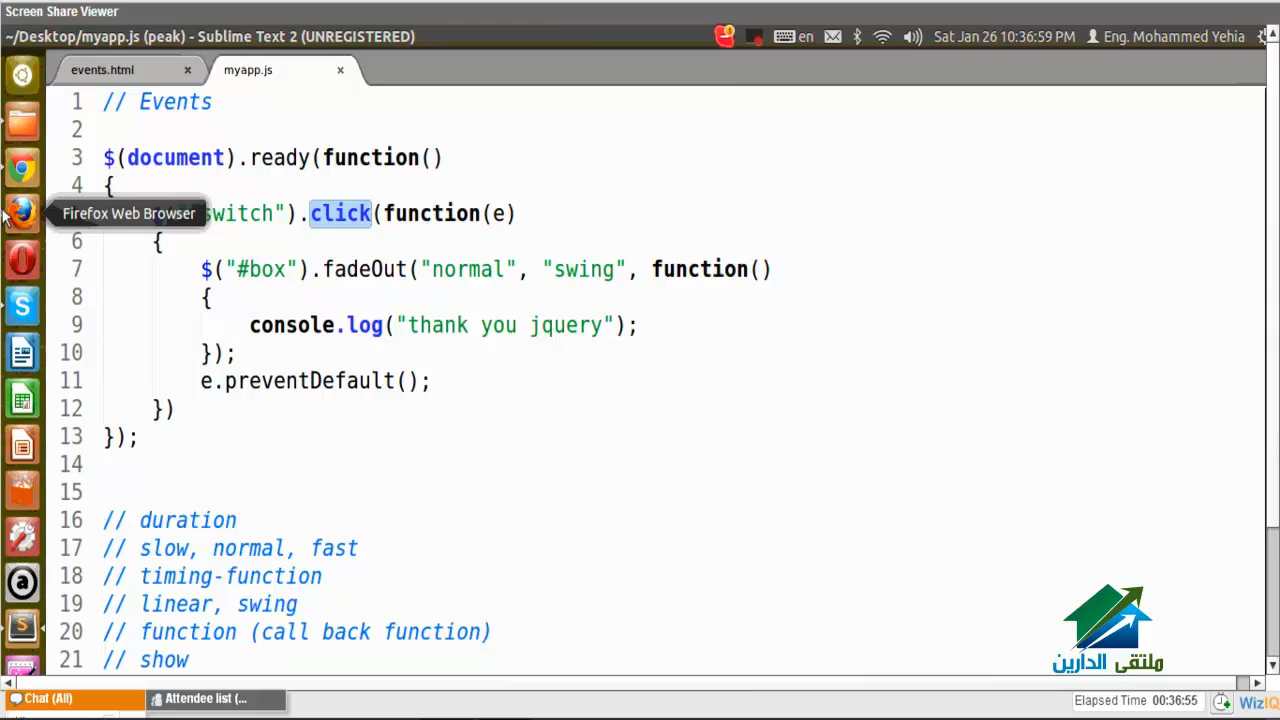 Screen Share Viewer
~/Desktop/myapp.js (peak) - Sublime Text 2 (UNREGISTERED)
en
Sat Jan 26 10:36:59 PM
Eng. Mohammed Yehia
events.html ×
myapp.js ×
1 // Events
2
3 $(document).ready(function()
4 {
Firefox Web Browser
switch").click(function(e)
6 {
7 $("#box").fadeOut("normal", "swing", function()
8 {
9 console.log("thank you jquery");
10 });
11 e.preventDefault();
12 })
13 });
14
15
16 // duration
17 // slow, normal, fast
18 // timing-function
19 // linear, swing
20 // function (call back function)
21 // show
ملتقى الدارين
Chat (All)
Attendee list (...
Elapsed Time 00:36:55
WizIQ